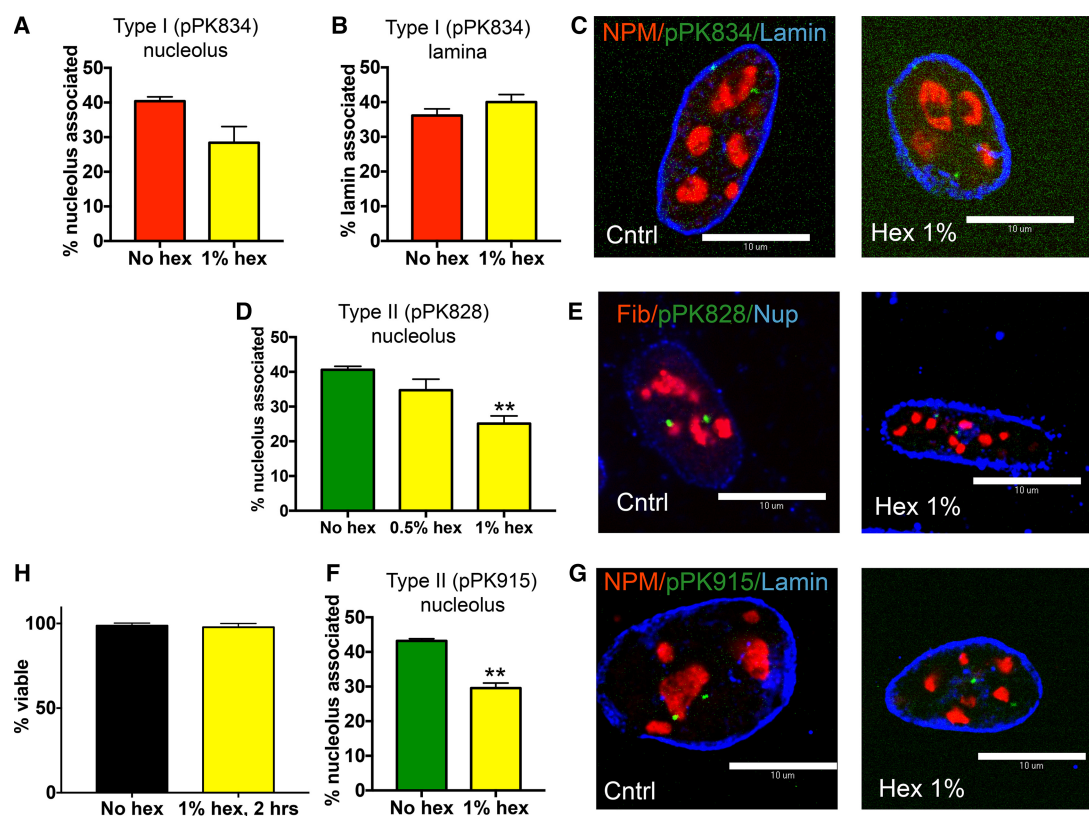 A
Type I (pPK834)
nucleolus
% nucleolus associated
50
40
30
20
10
0
No hex
1% hex
B
Type I (pPK834)
lamina
% lamin associated
50
40
30
20
10
0
No hex
1% hex
C
NPM/pPK834/Lamin
Cntrl
10 um
Hex 1%
10 um
D
Type II (pPK828)
nucleolus
% nucleolus associated
60
40
30
20
10
0
**
No hex
0.5% hex
1% hex
E
Fib/pPK828/Nup
Cntrl
10 um
Hex 1%
10 um
H
% viable
100
50
0
No hex
1% hex, 2 hrs
F
Type II (pPK915)
nucleolus
% nucleolus associated
50
40
30
20
10
0
**
No hex
1% hex
G
NPM/pPK915/Lamin
Cntrl
10 um
Hex 1%
10 um